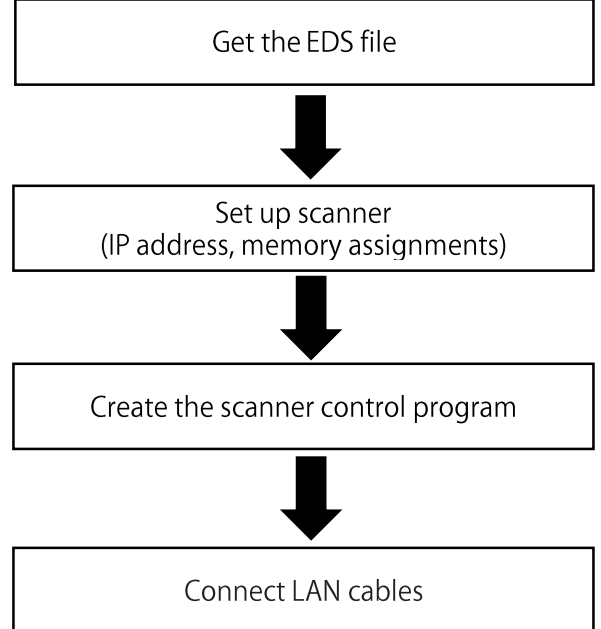 Get the EDS file
Set up scanner
(IP address, memory assignments)
Create the scanner control program
Connect LAN cables